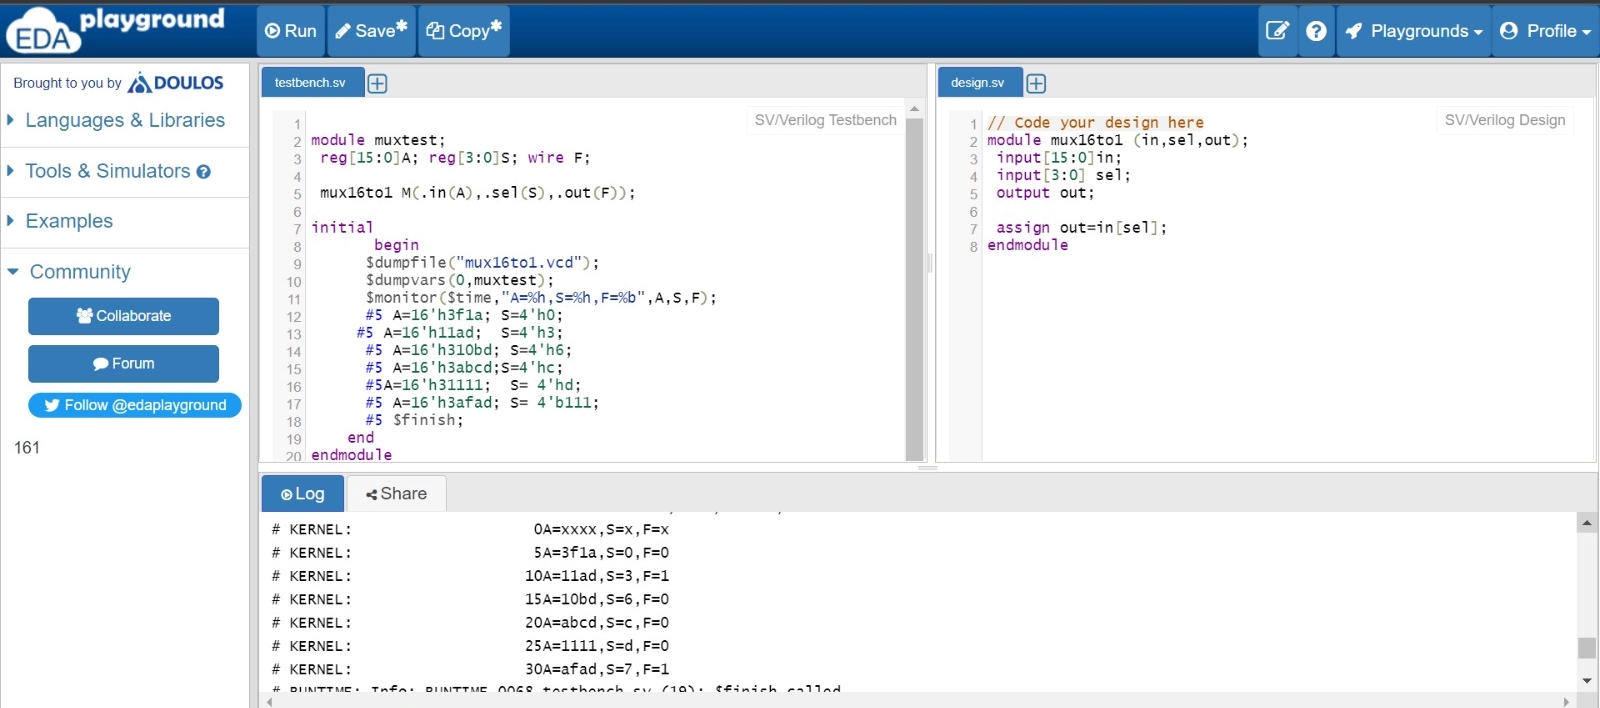 EDA playground
Run
Save*
Copy*
Playgrounds
Profile
Brought to you by DOULOS
Languages & Libraries
Tools & Simulators
Examples
Community
Collaborate
Forum
Follow @edaplayground
161
testbench.sv
SV/Verilog Testbench
1
2 module muxtest;
3 reg[15:0]A; reg[3:0]S; wire F;
4
5 mux16to1 M(.in(A),.sel(S),.out(F));
6
7 initial
8 begin
9 $dumpfile("mux16to1.vcd");
10 $dumpvars(0,muxtest);
11 $monitor($time,"A=%h,S=%h,F=%b",A,S,F);
12 #5 A=16'h3f1a; S=4'h0;
13 #5 A=16'h11ad; S=4'h3;
14 #5 A=16'h310bd; S=4'h6;
15 #5 A=16'h3abcd;S=4'hc;
16 #5A=16'h31111; S= 4'hd;
17 #5 A=16'h3afad; S= 4'b111;
18 #5 $finish;
19 end
20 endmodule
design.sv
SV/Verilog Design
1 // Code your design here
2 module mux16to1 (in,sel,out);
3 input[15:0]in;
4 input[3:0] sel;
5 output out;
6
7 assign out=in[sel];
8 endmodule
Log
Share
# KERNEL: 0A=xxxx,S=x,F=x
# KERNEL: 5A=3f1a,S=0,F=0
# KERNEL: 10A=11ad,S=3,F=1
# KERNEL: 15A=10bd,S=6,F=0
# KERNEL: 20A=abcd,S=c,F=0
# KERNEL: 25A=1111,S=d,F=0
# KERNEL: 30A=afad,S=7,F=1
# RUNTIME: Info: RUNTIME_0068 testbench.sv (19): $finish called